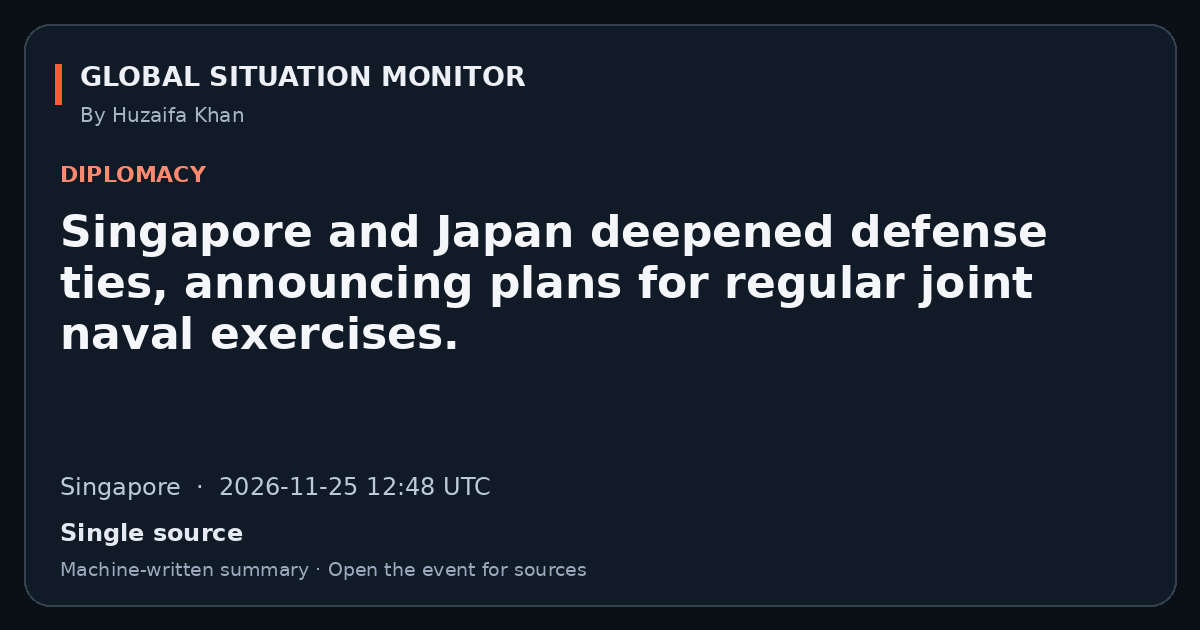 GLOBAL SITUATION MONITOR
By Huzaifa Khan
DIPLOMACY
Singapore and Japan deepened defense
ties, announcing plans for regular joint
naval exercises.
Singapore · 2026-11-25 12:48 UTC
Single source
Machine-written summary · Open the event for sources